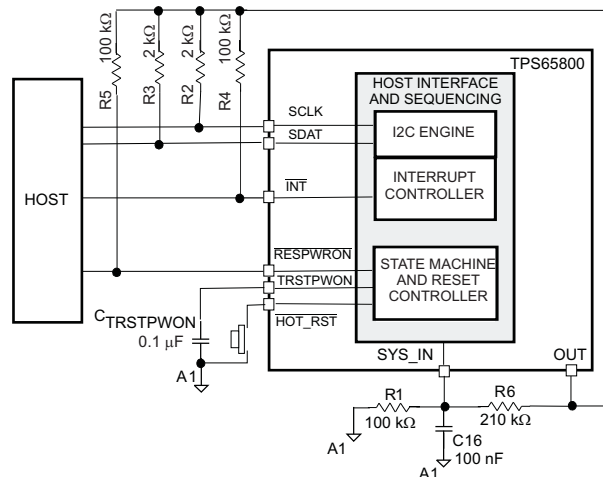 100 kΩ
2 kΩ
2 kΩ
100 kΩ
R5
R3
R2
R4
TPS65800
HOST INTERFACE
AND SEQUENCING
SCLK
SDAT
I2C ENGINE
INT
INTERRUPT
CONTROLLER
HOST
RESPWRON
TRSTPWON
HOT_RST
STATE MACHINE
AND RESET
CONTROLLER
CTRSTPWON
0.1 µF
A1
SYS_IN
OUT
R1
100 kΩ
R6
210 kΩ
A1
C16
100 nF
A1